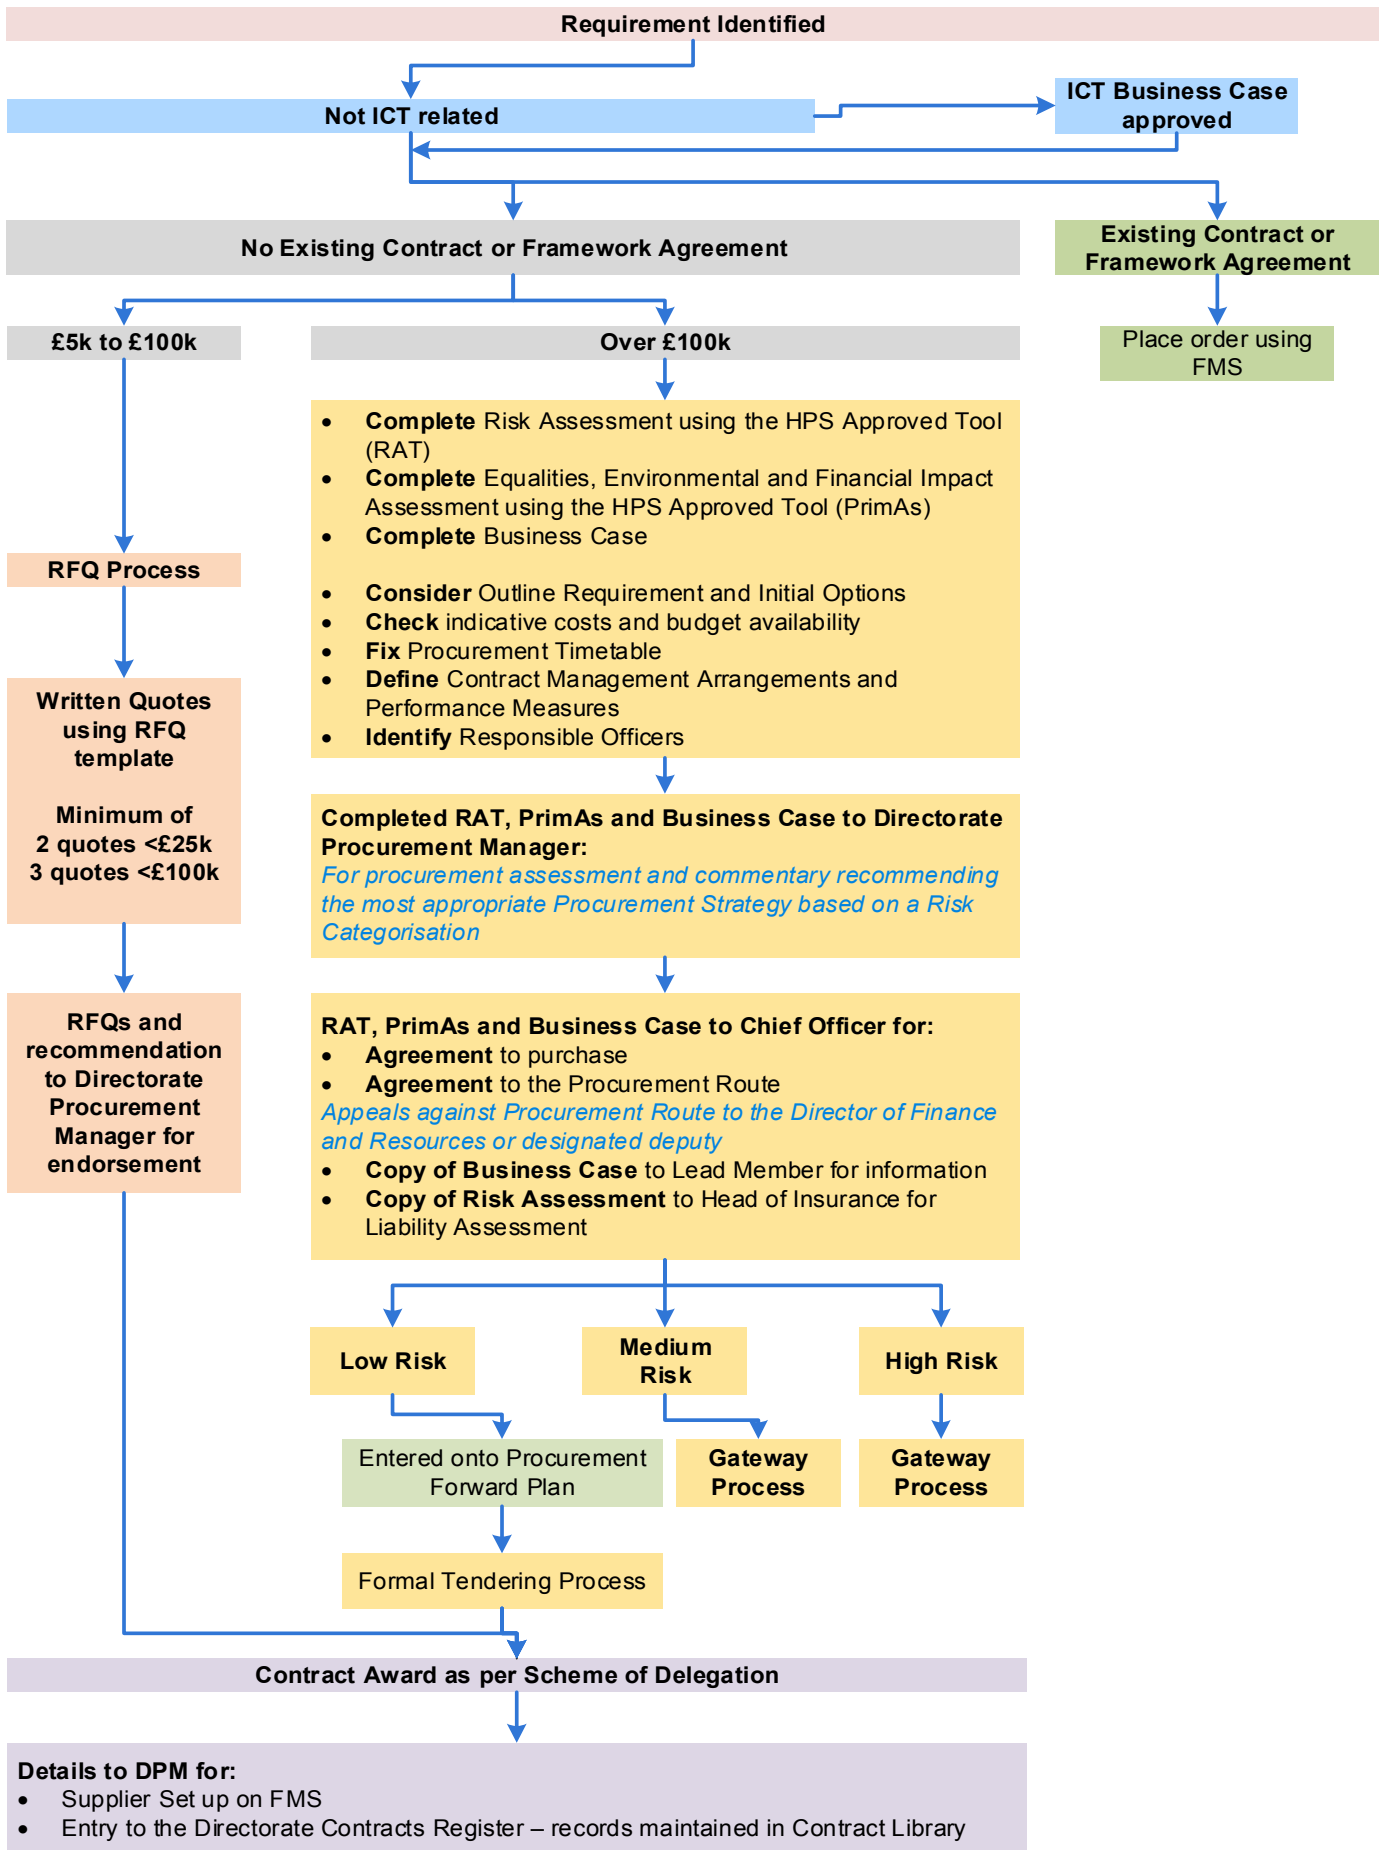 Requirement Identified
Not ICT related
ICT Business Case
approved
No Existing Contract or Framework Agreement
Existing Contract or
Framework Agreement
£5k to £100k
Over £100k
Place order using
FMS
• Complete Risk Assessment using the HPS Approved Tool
(RAT)
• Complete Equalities, Environmental and Financial Impact
Assessment using the HPS Approved Tool (PrimAs)
• Complete Business Case
• Consider Outline Requirement and Initial Options
• Check indicative costs and budget availability
• Fix Procurement Timetable
• Define Contract Management Arrangements and
Performance Measures
• Identify Responsible Officers
RFQ Process
Written Quotes
using RFQ
template
Minimum of
2 quotes <£25k
3 quotes <£100k
Completed RAT, PrimAs and Business Case to Directorate
Procurement Manager:
For procurement assessment and commentary recommending
the most appropriate Procurement Strategy based on a Risk
Categorisation
RFQs and
recommendation
to Directorate
Procurement
Manager for
endorsement
RAT, PrimAs and Business Case to Chief Officer for:
• Agreement to purchase
• Agreement to the Procurement Route
Appeals against Procurement Route to the Director of Finance
and Resources or designated deputy
• Copy of Business Case to Lead Member for information
• Copy of Risk Assessment to Head of Insurance for
Liability Assessment
Low Risk
Medium
Risk
High Risk
Entered onto Procurement
Forward Plan
Gateway
Process
Gateway
Process
Formal Tendering Process
Contract Award as per Scheme of Delegation
Details to DPM for:
• Supplier Set up on FMS
• Entry to the Directorate Contracts Register – records maintained in Contract Library